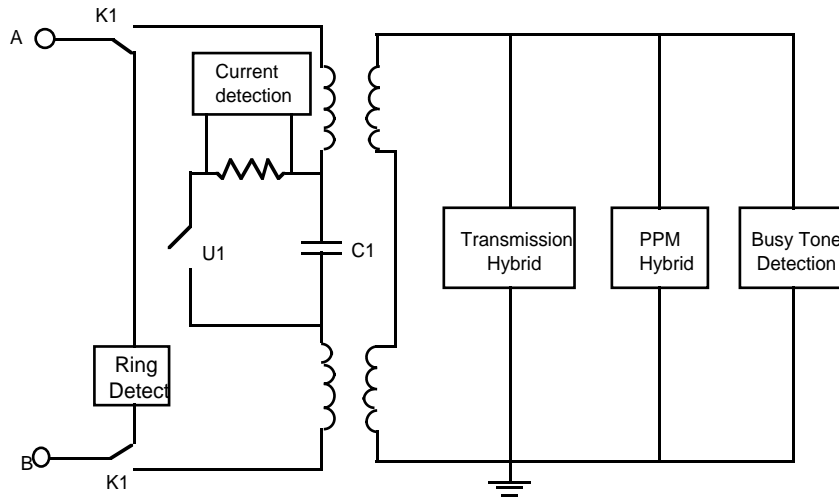 K1
A
Current
detection
U1
C1
Transmission
Hybrid
PPM
Hybrid
Busy Tone
Detection
Ring
Detect
B
K1